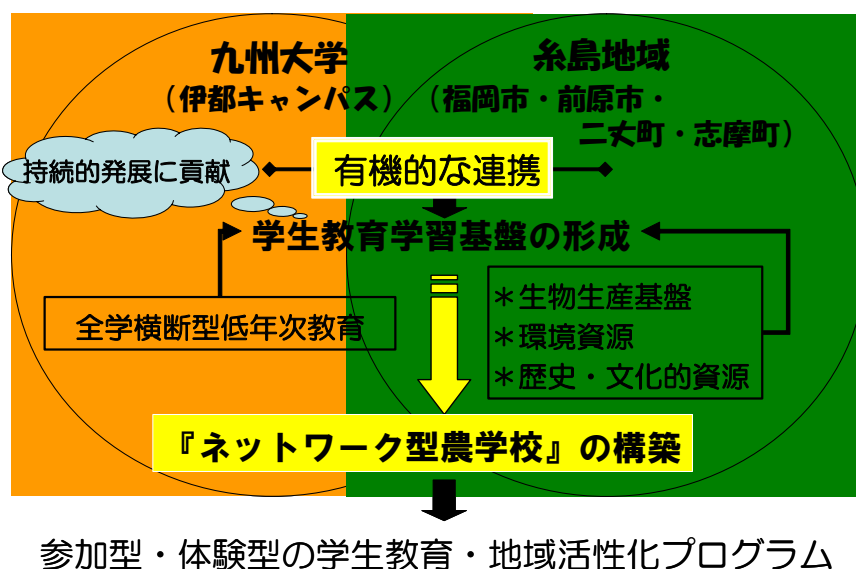 九州大学
（伊都キャンパス）
糸島地域
（福岡市・前原市・
二丈町・志摩町）
持続的発展に貢献
有機的な連携
学生教育学習基盤の形成
全学横断型低年次教育
＊生物生産基盤
＊環境資源
＊歴史・文化的資源
『ネットワーク型農学校』の構築
参加型・体験型の学生教育・地域活性化プログラム